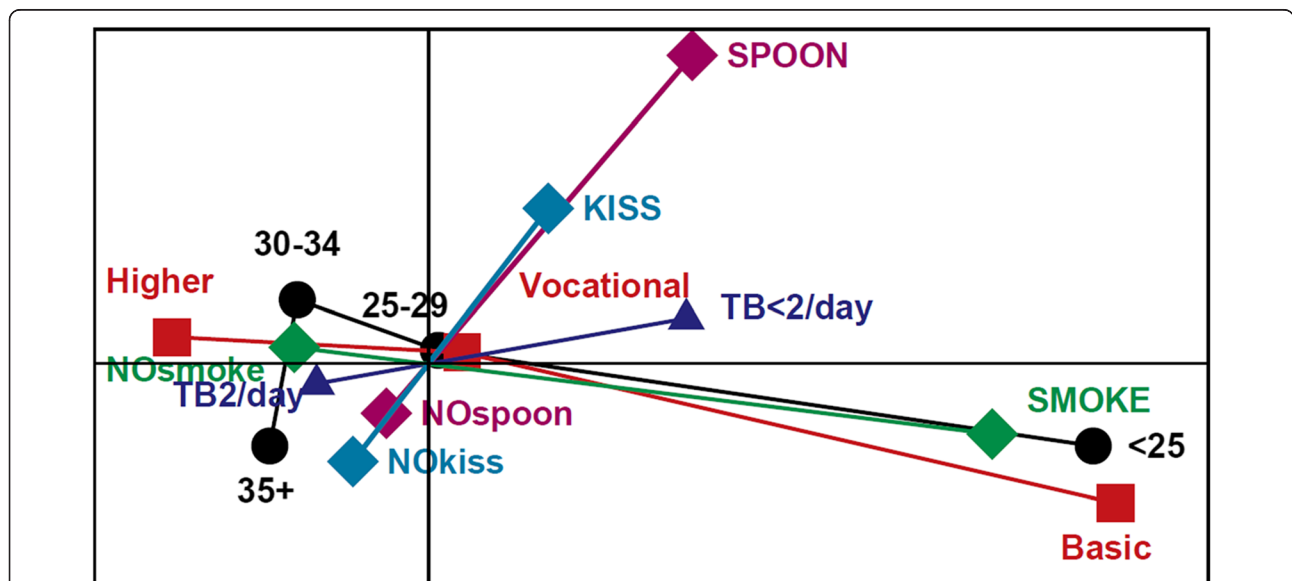 SPOON
KISS
30-34
Higher
Vocational
25-29
TB<2/day
NOsmoke
TB2/day
SMOKE
NOspoon
<25
NOkiss
35+
Basic